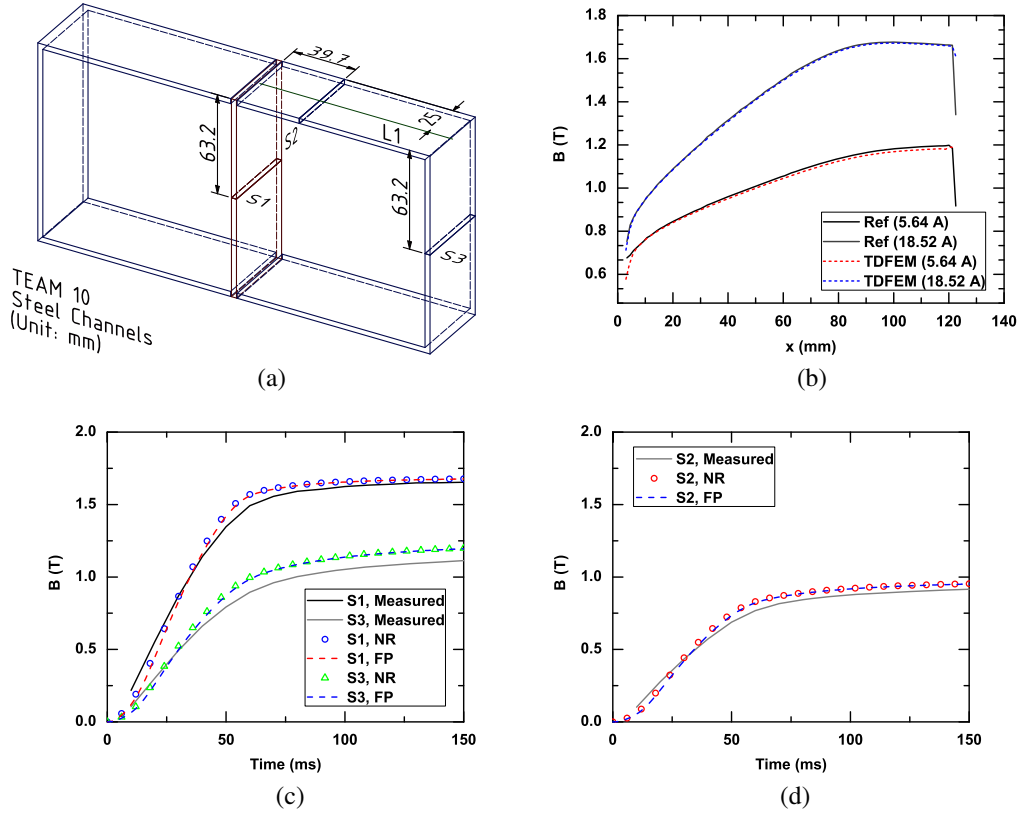 39.7
25
L1
S2
63.2
63.2
S1
S3
TEAM 10
Steel Channels
(Unit: mm)
(a)
1.8
1.6
1.4
1.2
1.0
0.8
0.6
B (T)
Ref (5.64 A)
Ref (18.52 A)
TDFEM (5.64 A)
TDFEM (18.52 A)
0 20 40 60 80 100 120 140
x (mm)
(b)
2.0
1.5
1.0
0.5
0.0
B (T)
S1, Measured
S3, Measured
S1, NR
S1, FP
S3, NR
S3, FP
0 50 100 150
Time (ms)
(c)
2.0
1.5
1.0
0.5
0.0
B (T)
S2, Measured
S2, NR
S2, FP
0 50 100 150
Time (ms)
(d)